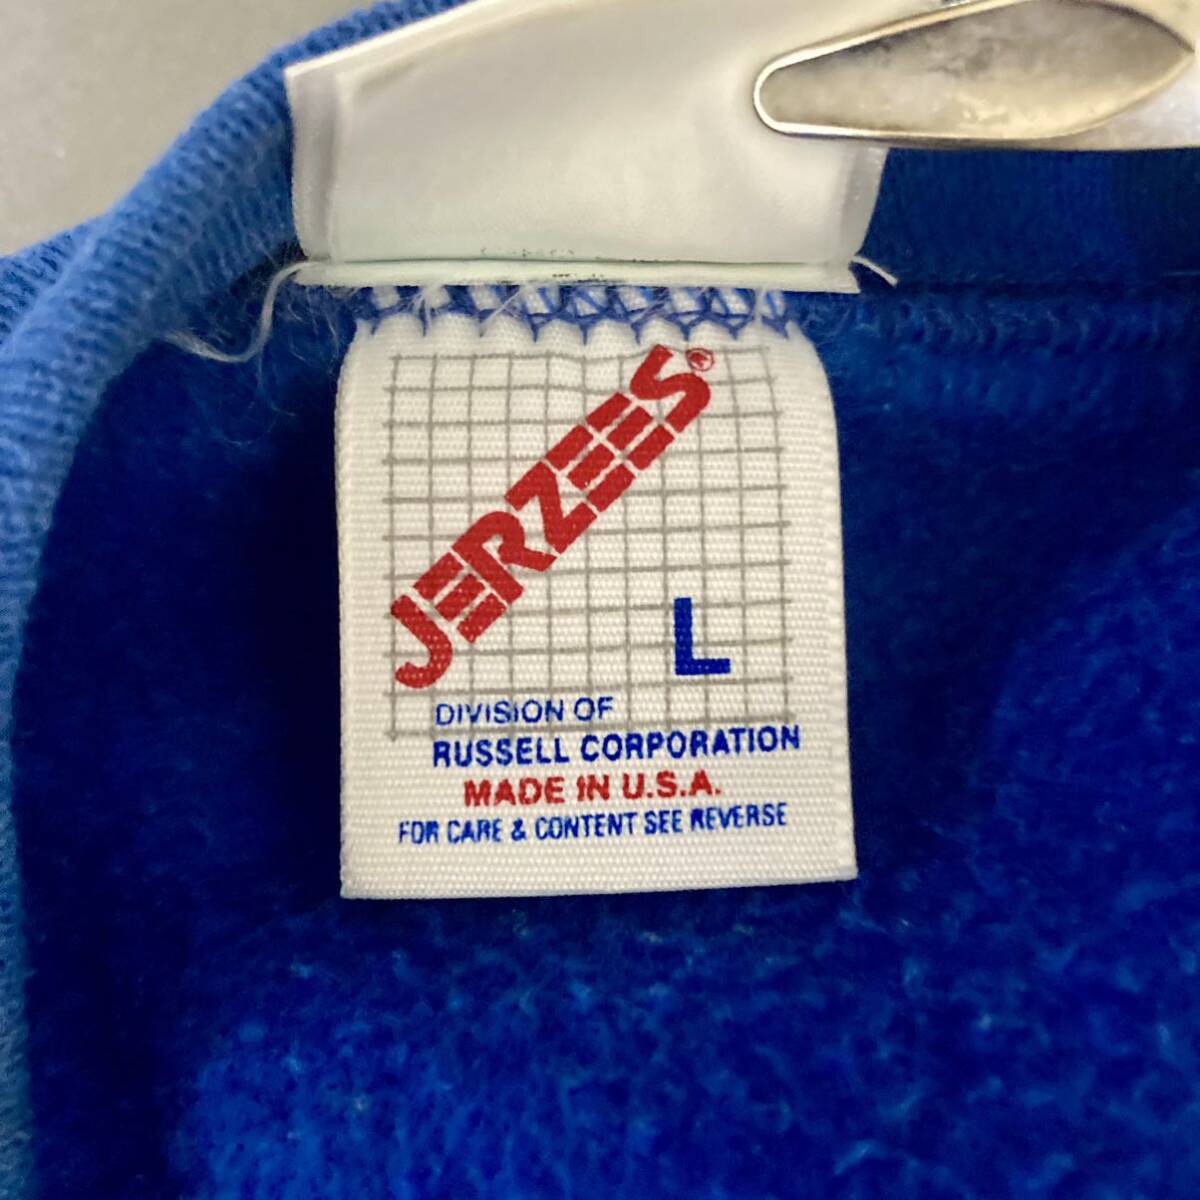 JERZEES®
L
DIVISION OF
RUSSELL CORPORATION
MADE IN U.S.A.
FOR CARE & CONTENT SEE REVERSE